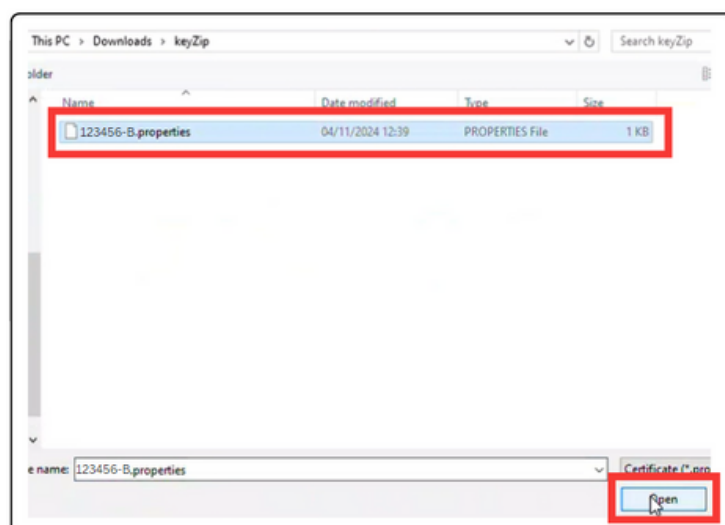 This PC > Downloads > keyZip Search keyZip
older
Name Date modified Type Size
123456-B.properties 04/11/2024 12:39 PROPERTIES File 1 KB
e name: 123456-B.properties Certificate (*.pro
Open